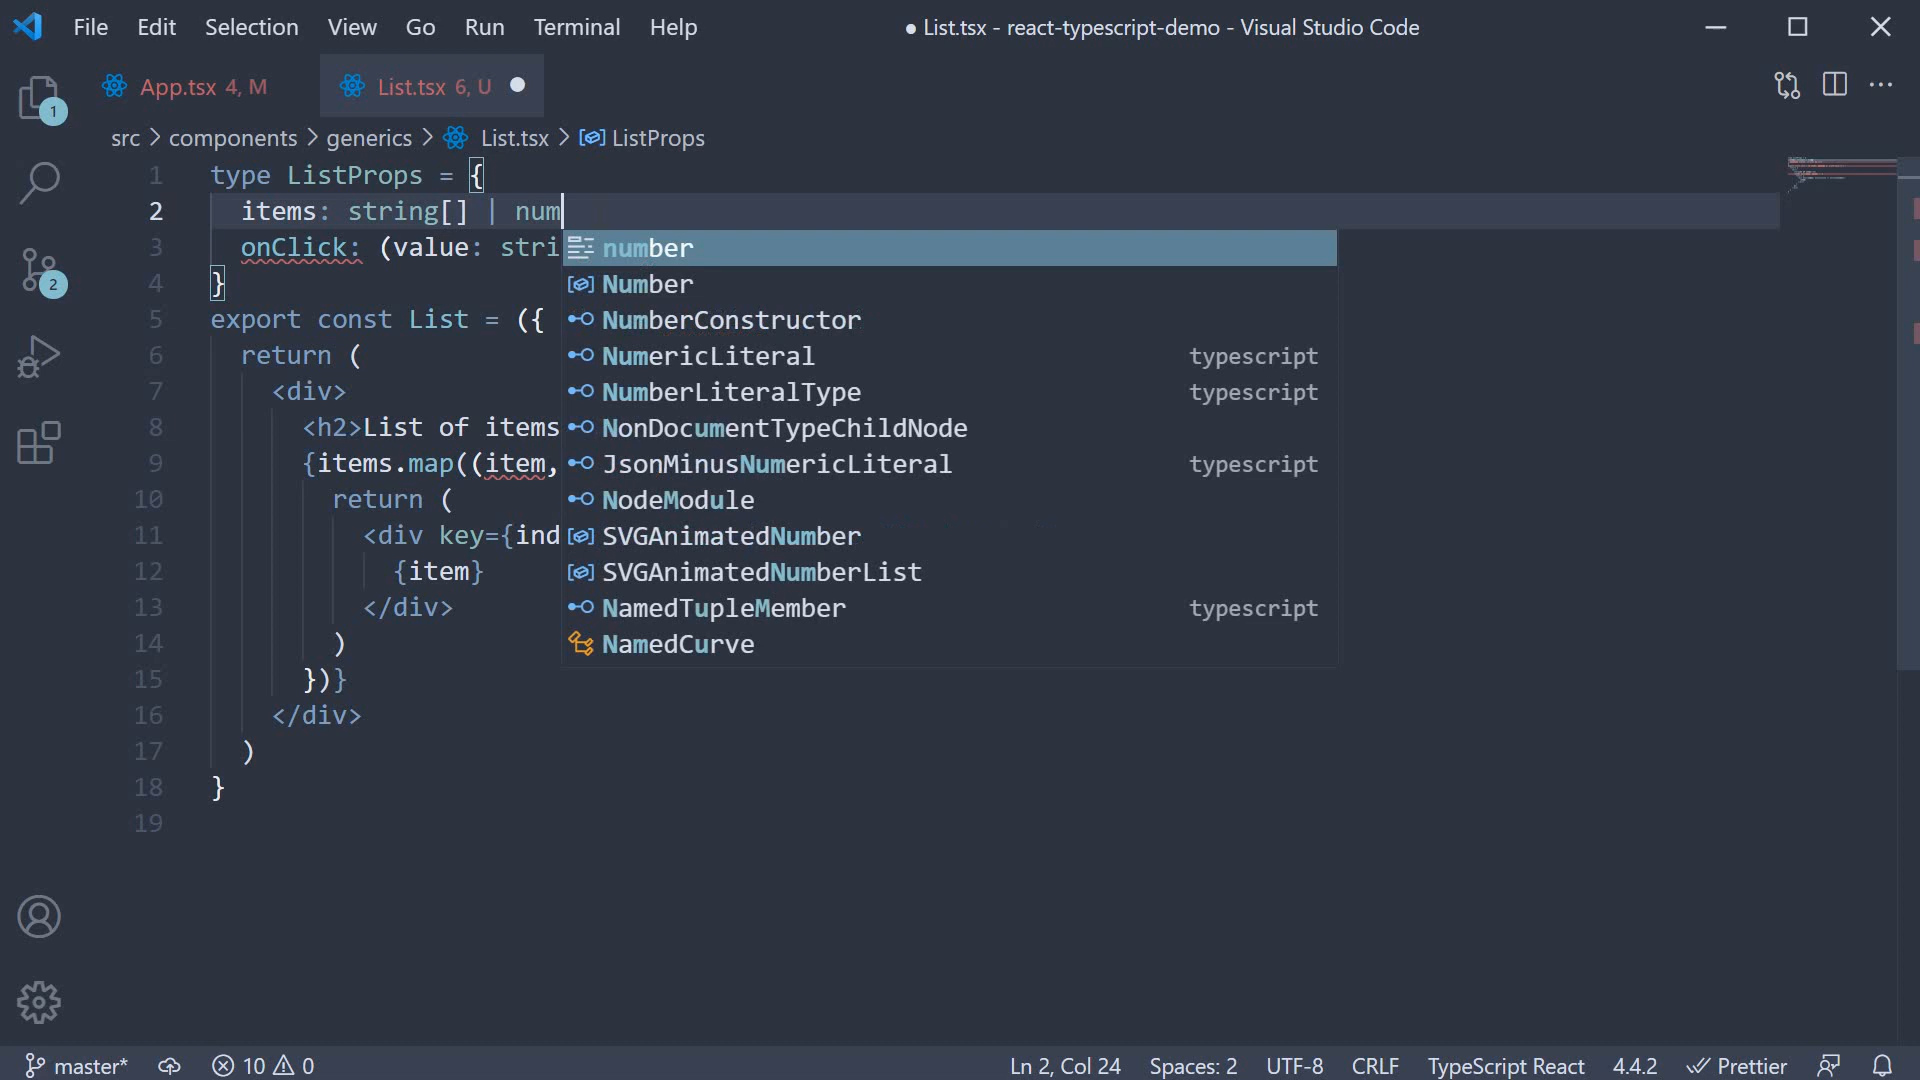 File Edit Selection View Go Run Terminal Help
● List.tsx - react-typescript-demo - Visual Studio Code
App.tsx 4, M
List.tsx 6, U
src > components > generics > List.tsx > ListProps
1 type ListProps = {
2 items: string[] | num
3 onClick: (value: stri
4 }
5 export const List = ({
6 return (
7 <div>
8 <h2>List of items
9 {items.map((item,
10 return (
11 <div key={ind
12 {item}
13 </div>
14 )
15 })}
16 </div>
17 )
18 }
19
number
Number
NumberConstructor
NumericLiteral typescript
NumberLiteralType typescript
NonDocumentTypeChildNode
JsonMinusNumericLiteral typescript
NodeModule
SVGAnimatedNumber
SVGAnimatedNumberList
NamedTupleMember typescript
NamedCurve
1
2
master* 10 0 Ln 2, Col 24 Spaces: 2 UTF-8 CRLF TypeScript React 4.4.2 Prettier